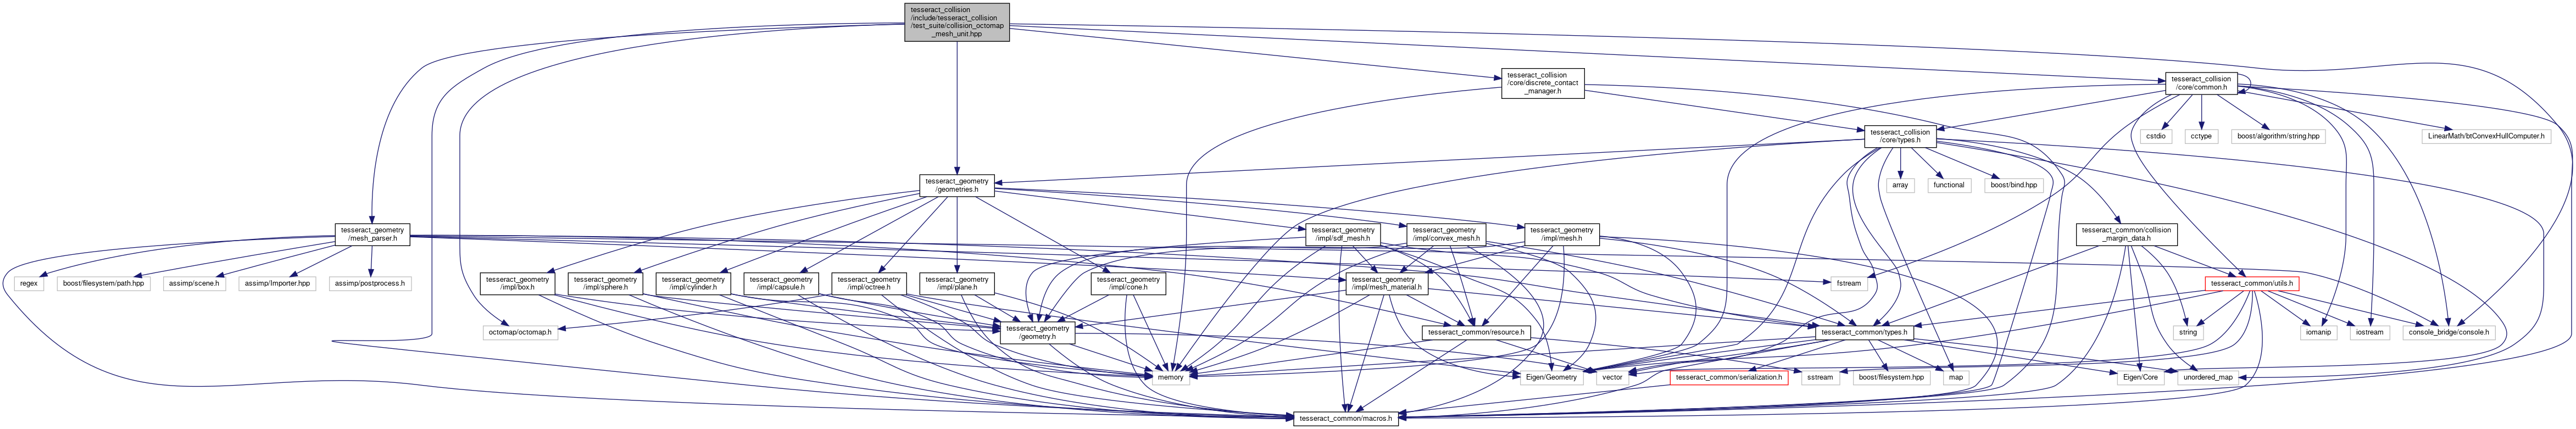 tesseract_collision
/include/tesseract_collision
/test_suite/collision_octomap
_mesh_unit.hpp
tesseract_collision
/core/discrete_contact
_manager.h
tesseract_collision
/core/common.h
tesseract_collision
/core/types.h
cstdio
cctype
boost/algorithm/string.hpp
LinearMath/btConvexHullComputer.h
tesseract_geometry
/geometries.h
array
functional
boost/bind.hpp
tesseract_geometry
/mesh_parser.h
tesseract_geometry
/impl/sdf_mesh.h
tesseract_geometry
/impl/convex_mesh.h
tesseract_geometry
/impl/mesh.h
tesseract_common/collision
_margin_data.h
regex
boost/filesystem/path.hpp
assimp/scene.h
assimp/Importer.hpp
assimp/postprocess.h
tesseract_geometry
/impl/box.h
tesseract_geometry
/impl/sphere.h
tesseract_geometry
/impl/cylinder.h
tesseract_geometry
/impl/capsule.h
tesseract_geometry
/impl/octree.h
tesseract_geometry
/impl/plane.h
tesseract_geometry
/impl/cone.h
tesseract_geometry
/impl/mesh_material.h
fstream
tesseract_common/utils.h
octomap/octomap.h
tesseract_geometry
/geometry.h
tesseract_common/resource.h
tesseract_common/types.h
string
iomanip
iostream
console_bridge/console.h
memory
Eigen/Geometry
vector
tesseract_common/serialization.h
sstream
boost/filesystem.hpp
map
Eigen/Core
unordered_map
tesseract_common/macros.h